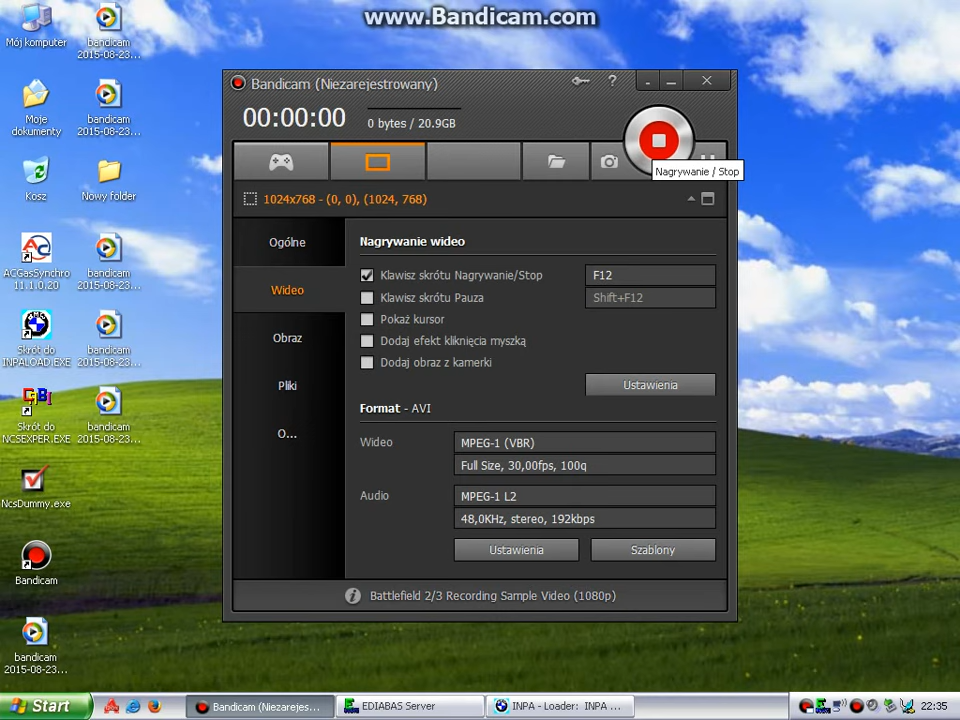 www.Bandicam.com
Mój komputer
bandicam
2015-08-23...
Moje
dokumenty
bandicam
2015-08-23...
Kosz
Nowy folder
ACGasSynchro
11.1.0.20
bandicam
2015-08-23...
Skrót do
INPALOAD.EXE
bandicam
2015-08-23...
Skrót do
NCSEXPER.EXE
bandicam
2015-08-23...
NcsDummy.exe
Bandicam
bandicam
2015-08-23...
Bandicam (Niezarejestrowany)
00:00:00
0 bytes / 20.9GB
Nagrywanie / Stop
1024x768 - (0, 0), (1024, 768)
Ogólne
Wideo
Obraz
Pliki
O...
Nagrywanie wideo
Klawisz skrótu Nagrywanie/Stop
F12
Klawisz skrótu Pauza
Shift+F12
Pokaż kursor
Dodaj efekt kliknięcia myszką
Dodaj obraz z kamerki
Ustawienia
Format - AVI
Wideo
MPEG-1 (VBR)
Full Size, 30,00fps, 100q
Audio
MPEG-1 L2
48,0KHz, stereo, 192kbps
Ustawienia
Szablony
Battlefield 2/3 Recording Sample Video (1080p)
Start
Bandicam (Niezarejes...
EDIABAS Server
INPA - Loader: INPA ...
22:35